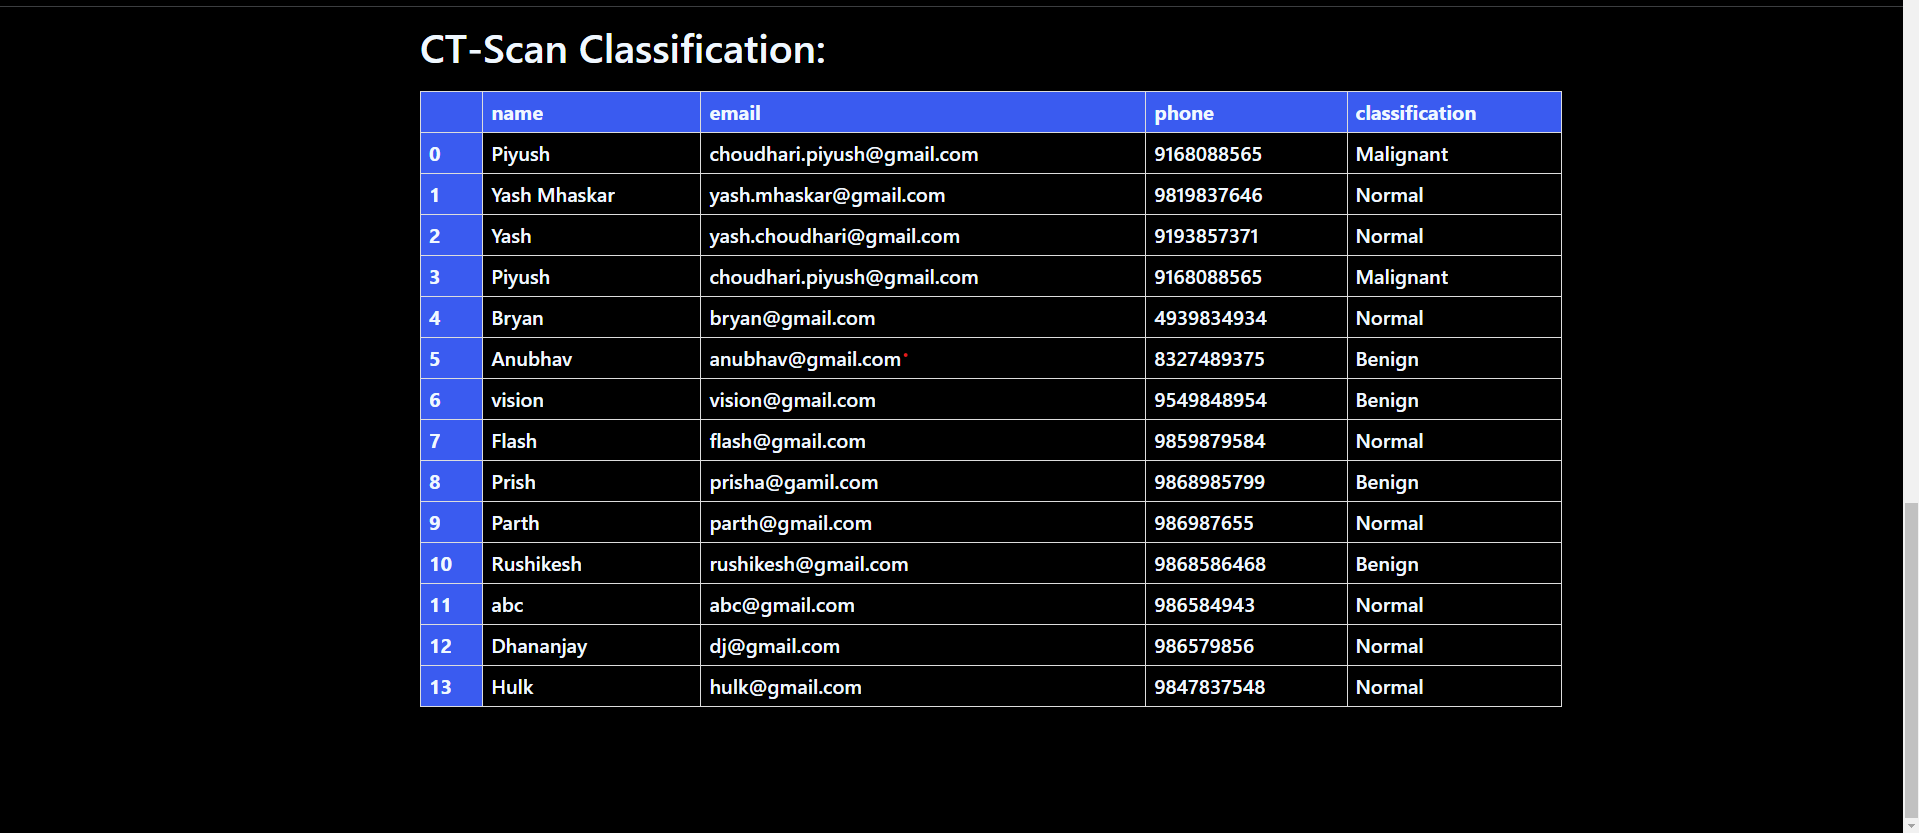 CT-Scan Classification:
name email phone classification
0 Piyush choudhari.piyush@gmail.com 9168088565 Malignant
1 Yash Mhaskar yash.mhaskar@gmail.com 9819837646 Normal
2 Yash yash.choudhari@gmail.com 9193857371 Normal
3 Piyush choudhari.piyush@gmail.com 9168088565 Malignant
4 Bryan bryan@gmail.com 4939834934 Normal
5 Anubhav anubhav@gmail.com 8327489375 Benign
6 vision vision@gmail.com 9549848954 Benign
7 Flash flash@gmail.com 9859879584 Normal
8 Prish prisha@gamil.com 9868985799 Benign
9 Parth parth@gmail.com 986987655 Normal
10 Rushikesh rushikesh@gmail.com 9868586468 Benign
11 abc abc@gmail.com 986584943 Normal
12 Dhananjay dj@gmail.com 986579856 Normal
13 Hulk hulk@gmail.com 9847837548 Normal